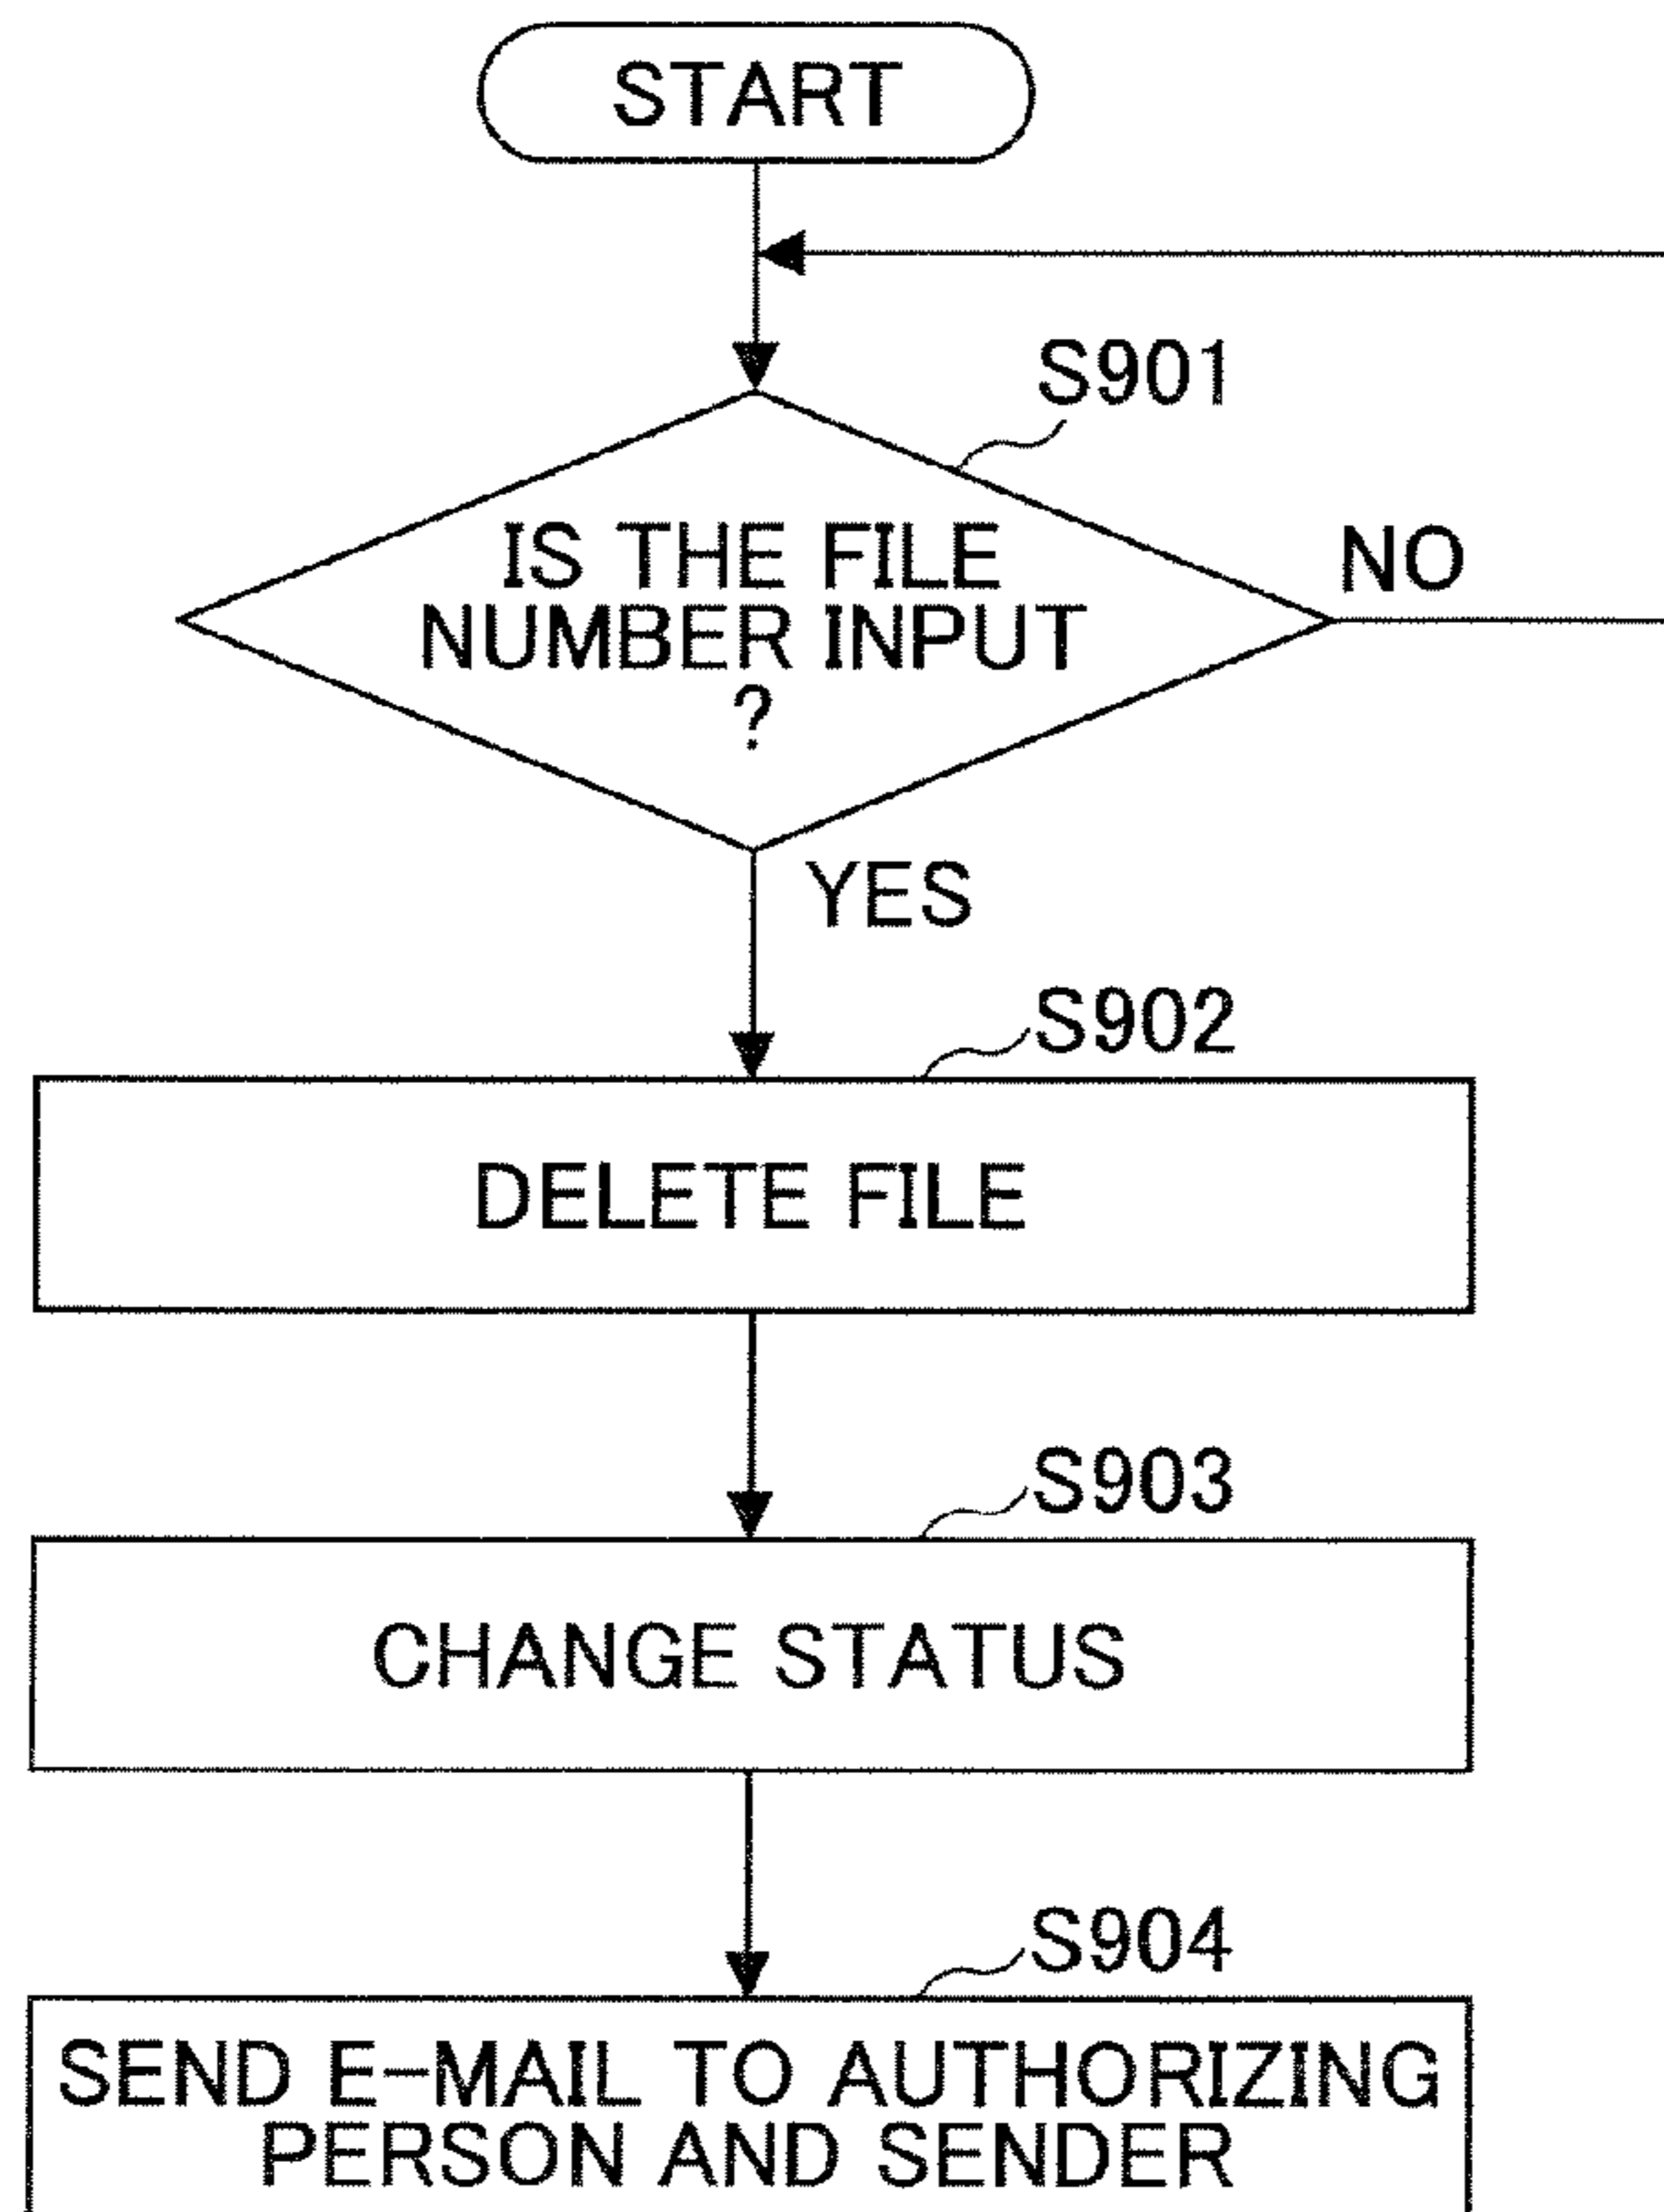 START
S901
IS THE FILE
NUMBER INPUT
?
NO
YES
S902
DELETE FILE
S903
CHANGE STATUS
S904
SEND E-MAIL TO AUTHORIZING
PERSON AND SENDER